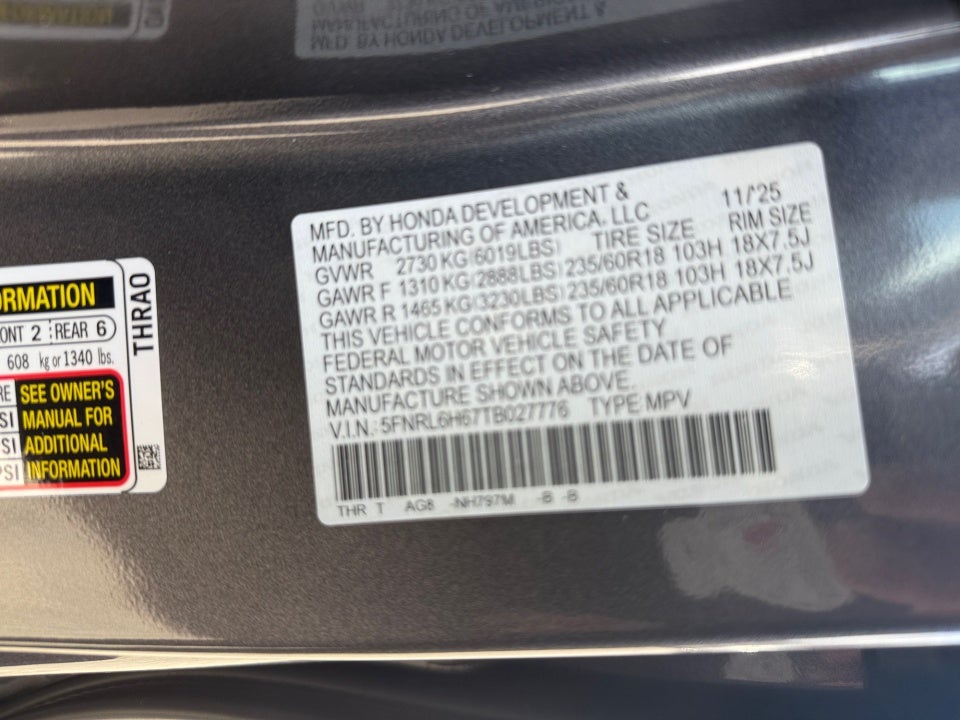 MFD. BY HONDA DEVELOPMENT &
MANUFACTURING OF AMERICA, LLC 11/'25
GVWR 2730 KG (6019LBS) TIRE SIZE RIM SIZE
GAWR F 1310 KG (2888LBS) 235/60R18 103H 18X7.5J
GAWR R 1465 KG (3230LBS) 235/60R18 103H 18X7.5J
THIS VEHICLE CONFORMS TO ALL APPLICABLE
FEDERAL MOTOR VEHICLE SAFETY
STANDARDS IN EFFECT ON THE DATE OF
MANUFACTURE SHOWN ABOVE.
V.I.N.: 5FNRL6H67TB027776 TYPE MPV
THR T AG8 -NH797M -B -B
ORMATION
ONT 2 REAR 6
608 kg or 1340 lbs.
RE SEE OWNER'S
SI MANUAL FOR
SI ADDITIONAL
PSI INFORMATION
THRA0